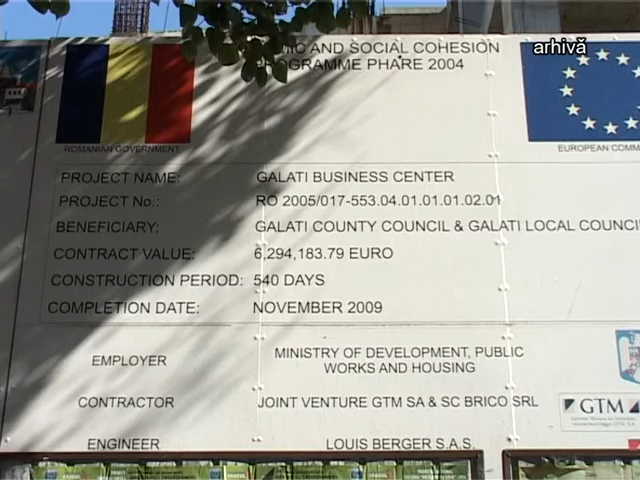 arhivă
AND SOCIAL COHESION
PROGRAMME PHARE 2004
ROMANIAN GOVERNMENT
EUROPEAN COMM
PROJECT NAME: GALATI BUSINESS CENTER
PROJECT No.: RO 2005/017-553.04.01.01.01.02.01
BENEFICIARY: GALATI COUNTY COUNCIL & GALATI LOCAL COUNCI
CONTRACT VALUE: 6,294,183.79 EURO
CONSTRUCTION PERIOD: 540 DAYS
COMPLETION DATE: NOVEMBER 2009
EMPLOYER MINISTRY OF DEVELOPMENT, PUBLIC
WORKS AND HOUSING
CONTRACTOR JOINT VENTURE GTM SA & SC BRICO SRL
GTM
ENGINEER LOUIS BERGER S.A.S.